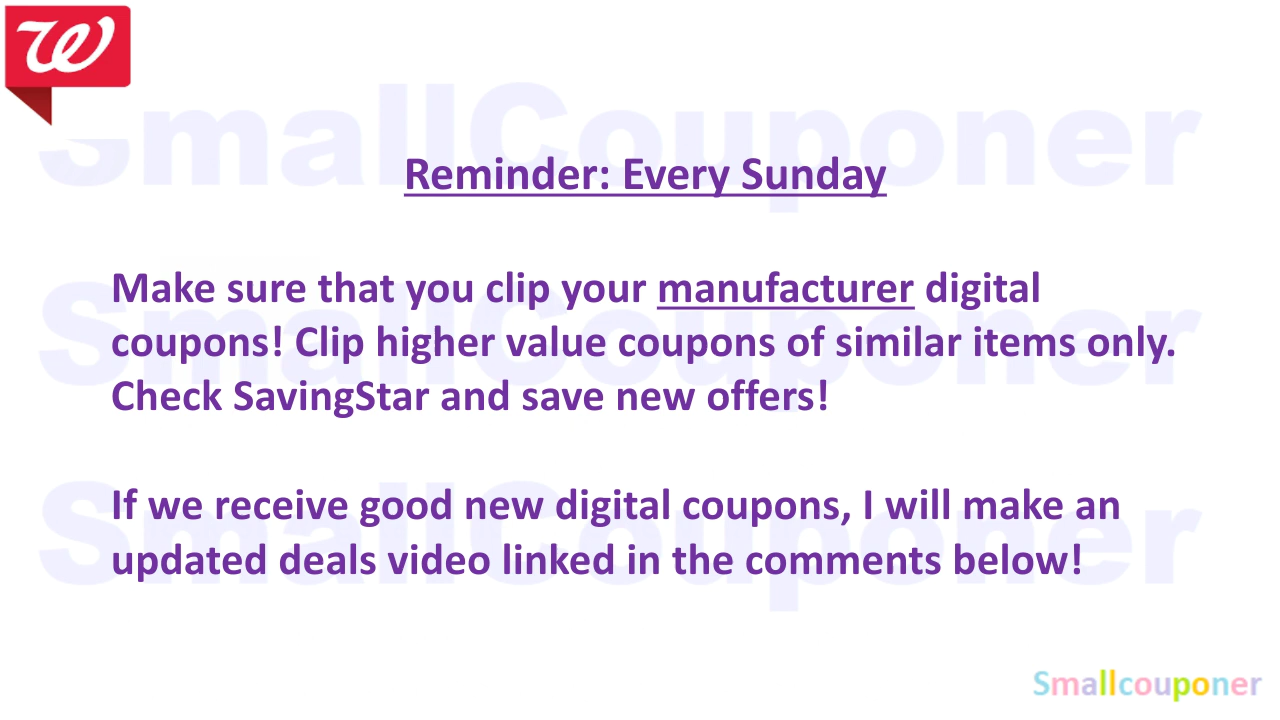 W
SmallCouponer
Reminder: Every Sunday
Make sure that you clip your manufacturer digital
SmallCouponer
coupons! Clip higher value coupons of similar items only.
Check SavingStar and save new offers!
If we receive good new digital coupons, I will make an
SmallCouponer
updated deals video linked in the comments below!
Smallcouponer